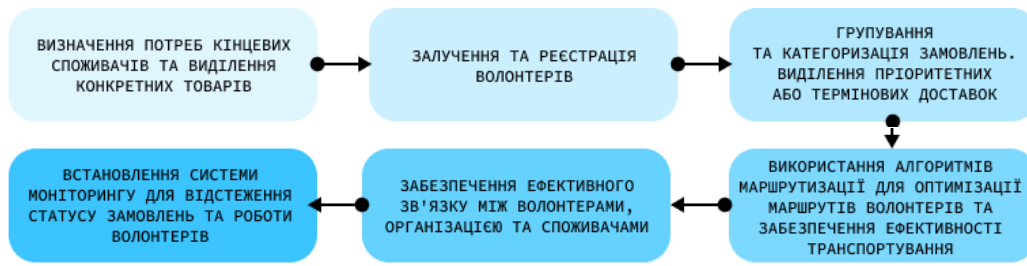 ВИЗНАЧЕННЯ ПОТРЕБ КІНЦЕВИХ
СПОЖИВАЧІВ ТА ВИДІЛЕННЯ
КОНКРЕТНИХ ТОВАРІВ
ЗАЛУЧЕННЯ ТА РЕЄСТРАЦІЯ
ВОЛОНТЕРІВ
ГРУПУВАННЯ
ТА КАТЕГОРИЗАЦІЯ ЗАМОВЛЕНЬ.
ВИДІЛЕННЯ ПРІОРИТЕТНИХ
АБО ТЕРМІНОВИХ ДОСТАВОК
ВИКОРИСТАННЯ АЛГОРИТМІВ
МАРШРУТИЗАЦІЇ ДЛЯ ОПТИМІЗАЦІЇ
МАРШРУТІВ ВОЛОНТЕРІВ ТА
ЗАБЕЗПЕЧЕННЯ ЕФЕКТИВНОСТІ
ТРАНСПОРТУВАННЯ
ЗАБЕЗПЕЧЕННЯ ЕФЕКТИВНОГО
ЗВ'ЯЗКУ МІЖ ВОЛОНТЕРАМИ,
ОРГАНІЗАЦІЄЮ ТА СПОЖИВАЧАМИ
ВСТАНОВЛЕННЯ СИСТЕМИ
МОНІТОРИНГУ ДЛЯ ВІДСТЕЖЕННЯ
СТАТУСУ ЗАМОВЛЕНЬ ТА РОБОТИ
ВОЛОНТЕРІВ